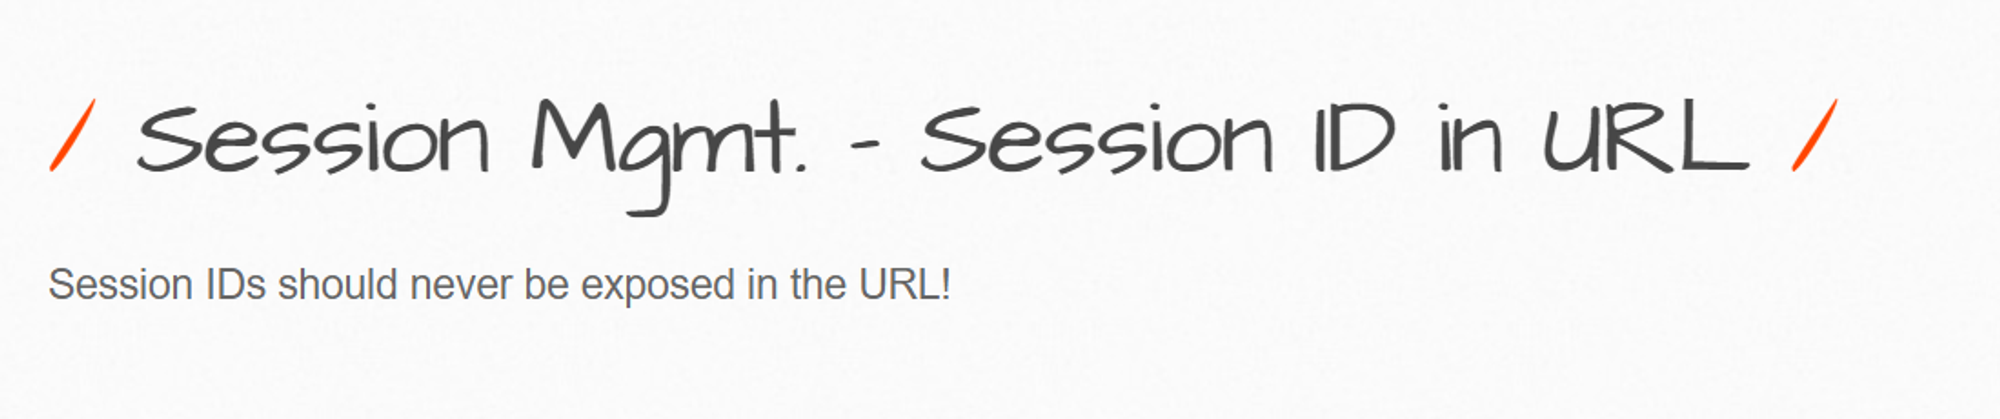 / Session Mgmt. - Session ID in URL /
Session IDs should never be exposed in the URL!